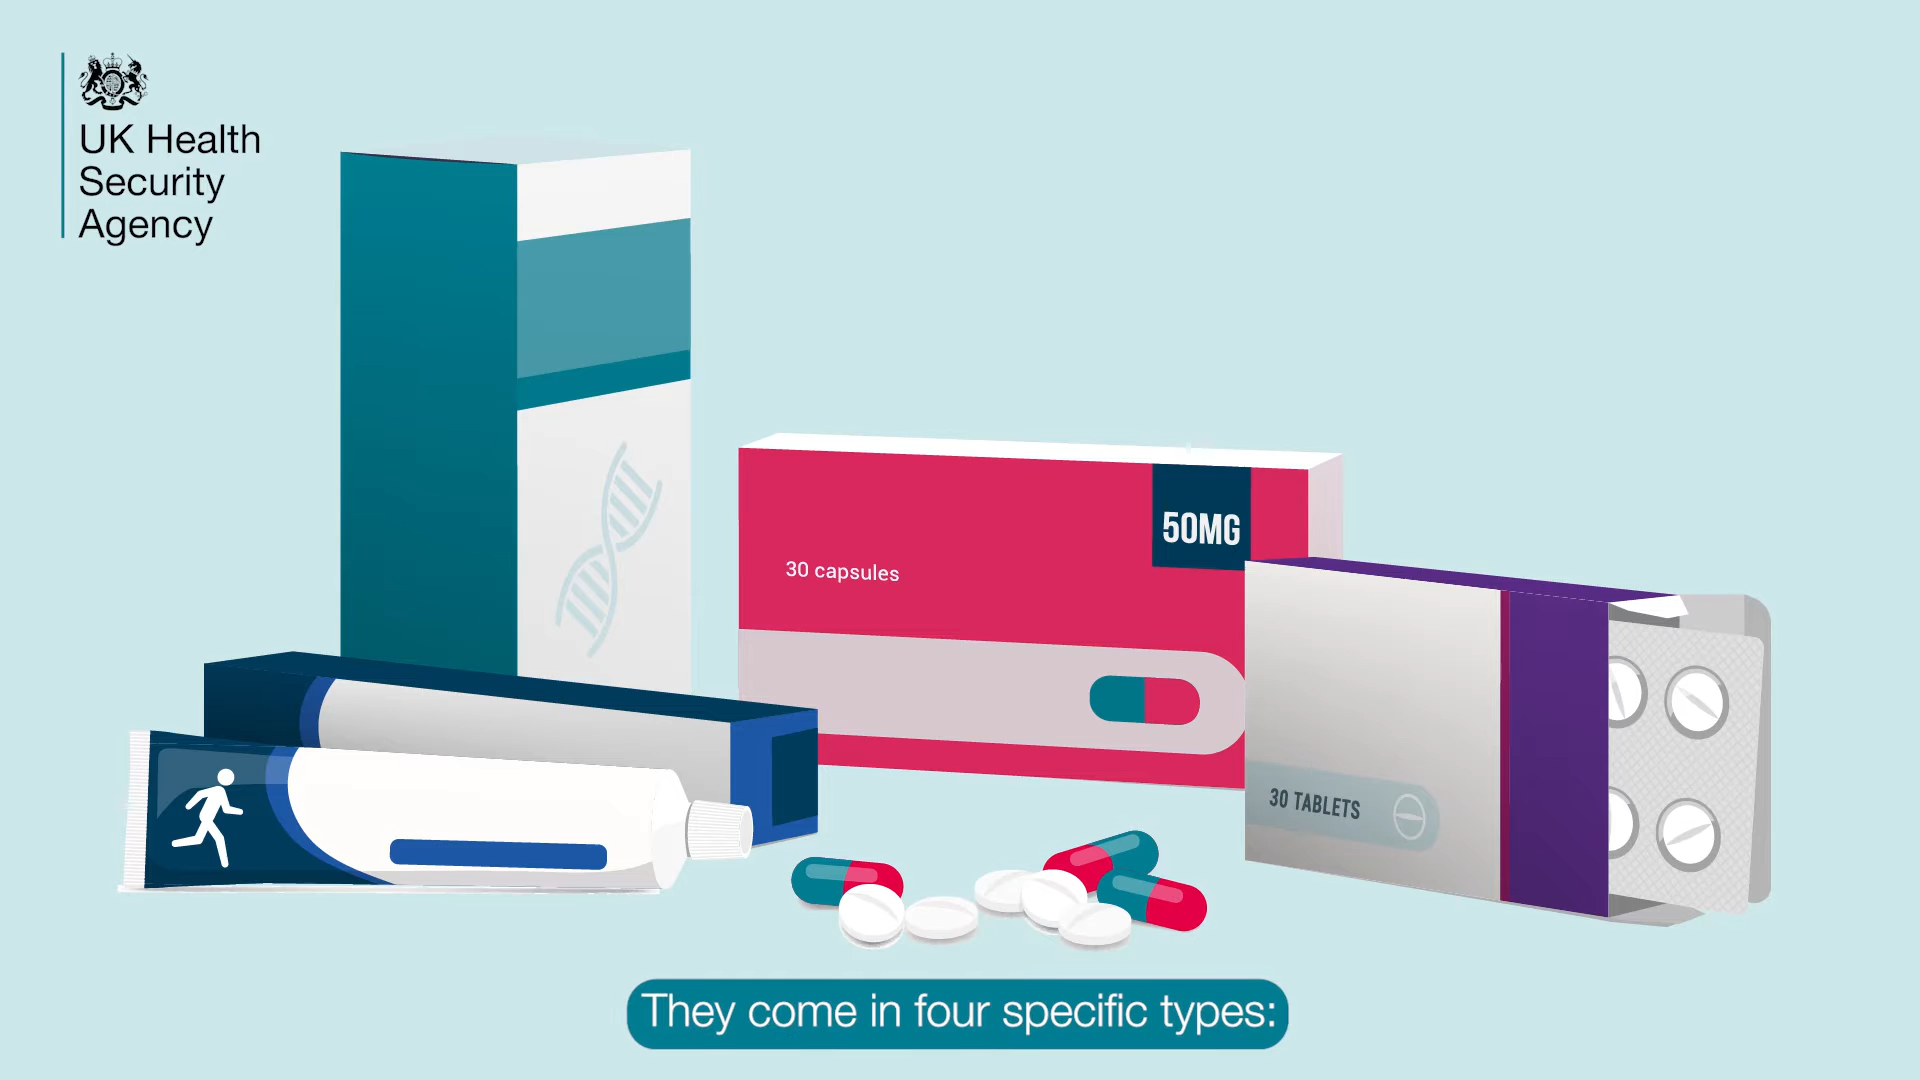 UK Health
Security
Agency
50MG
30 capsules
30 TABLETS
They come in four specific types: